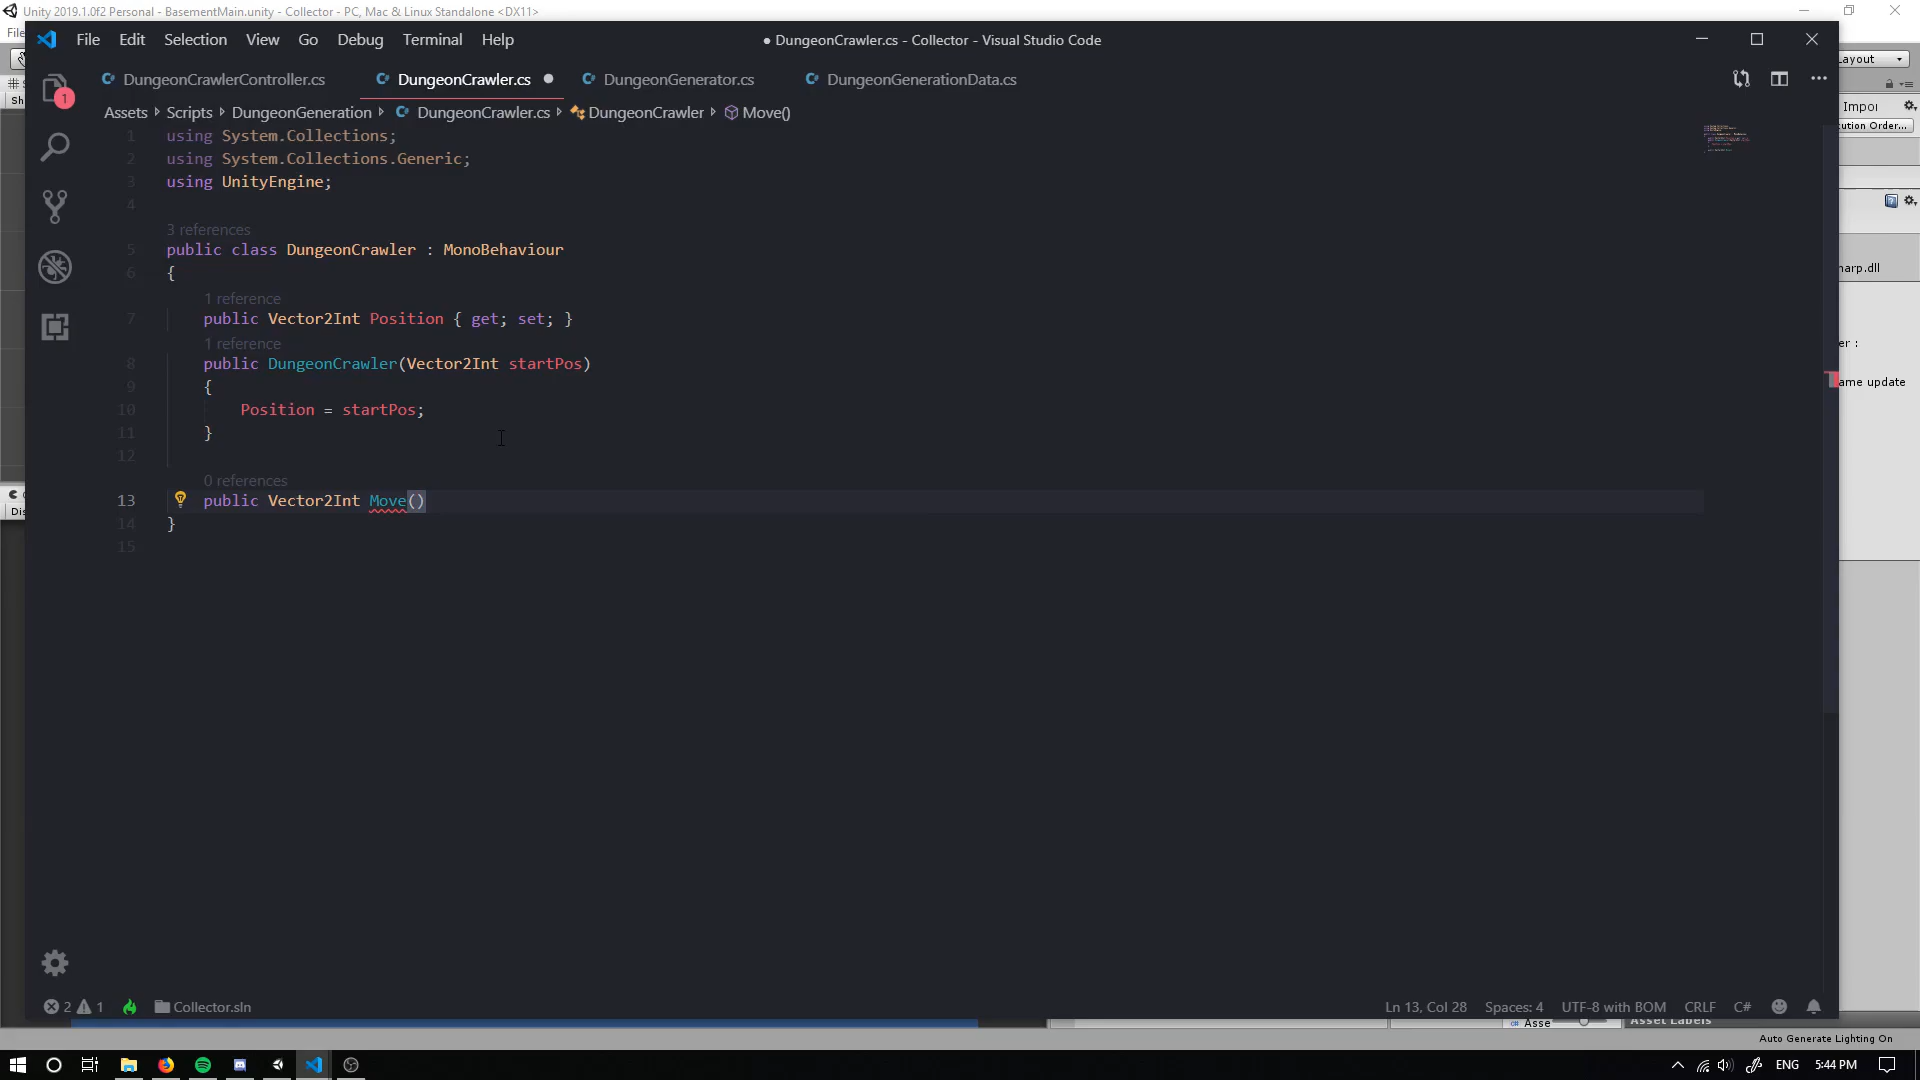 Unity 2019.1.0f2 Personal - BasementMain.unity - Collector - PC, Mac & Linux Standalone <DX11>
File Edit Selection View Go Debug Terminal Help
● DungeonCrawler.cs - Collector - Visual Studio Code
DungeonCrawlerController.cs DungeonCrawler.cs DungeonGenerator.cs DungeonGenerationData.cs
Assets Scripts DungeonGeneration DungeonCrawler.cs DungeonCrawler Move()
1 using System.Collections;
2 using System.Collections.Generic;
3 using UnityEngine;
4
3 references
5 public class DungeonCrawler : MonoBehaviour
6 {
1 reference
7 public Vector2Int Position { get; set; }
1 reference
8 public DungeonCrawler(Vector2Int startPos)
9 {
10 Position = startPos;
11 }
12
0 references
13 public Vector2Int Move()
14 }
15
1
ayout
Impor
cution Order...
harp.dll
er :
ame update
2 1 Collector.sln
Ln 13, Col 28 Spaces: 4 UTF-8 with BOM CRLF C#
Asse
Asset Labels
Auto Generate Lighting On
ENG 5:44 PM